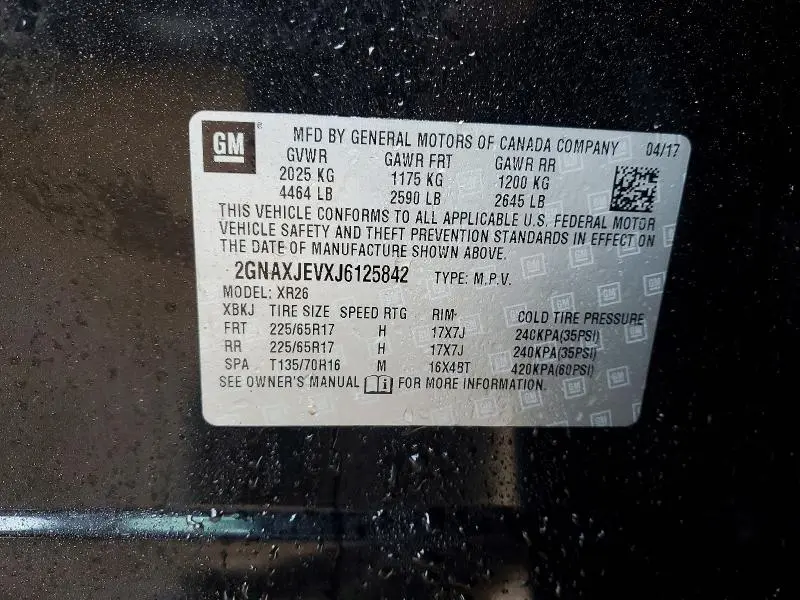 GM
MFD BY GENERAL MOTORS OF CANADA COMPANY 04/17
GVWR GAWR FRT GAWR RR
2025 KG 1175 KG 1200 KG
4464 LB 2590 LB 2645 LB
THIS VEHICLE CONFORMS TO ALL APPLICABLE U.S. FEDERAL MOTOR
VEHICLE SAFETY AND THEFT PREVENTION STANDARDS IN EFFECT ON
THE DATE OF MANUFACTURE SHOWN ABOVE.
2GNAXJEVXJ6125842 TYPE: M.P.V.
MODEL: XR26
XBKJ TIRE SIZE SPEED RTG RIM COLD TIRE PRESSURE
FRT 225/65R17 H 17X7J 240KPA(35PSI)
RR 225/65R17 H 17X7J 240KPA(35PSI)
SPA T135/70R16 M 16X4BT 420KPA(60PSI)
SEE OWNER'S MANUAL FOR MORE INFORMATION.